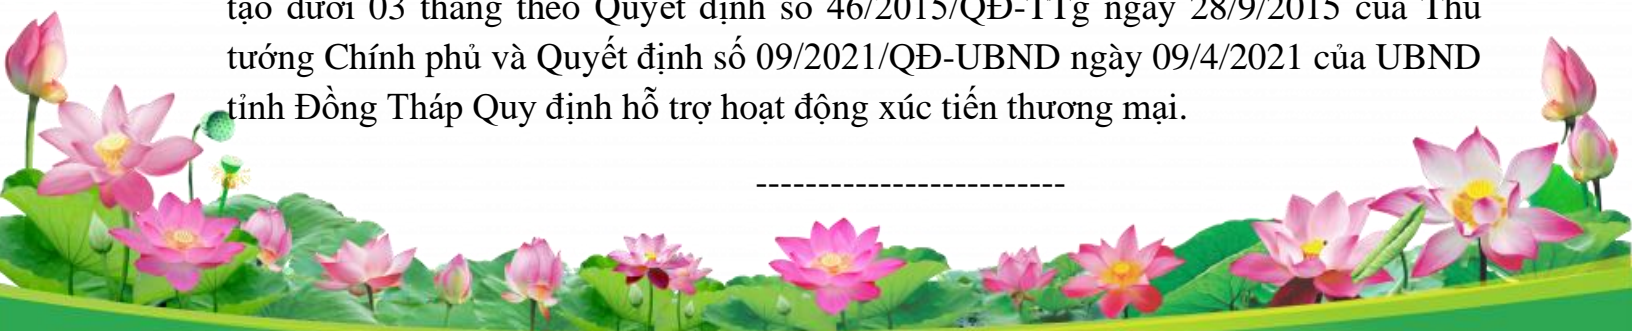 tạo dưới 03 tháng theo Quyết định số 46/2015/QĐ-TTg ngày 28/9/2015 của Thủ
tướng Chính phủ và Quyết định số 09/2021/QĐ-UBND ngày 09/4/2021 của UBND
tỉnh Đồng Tháp Quy định hỗ trợ hoạt động xúc tiến thương mại.
-------------------------